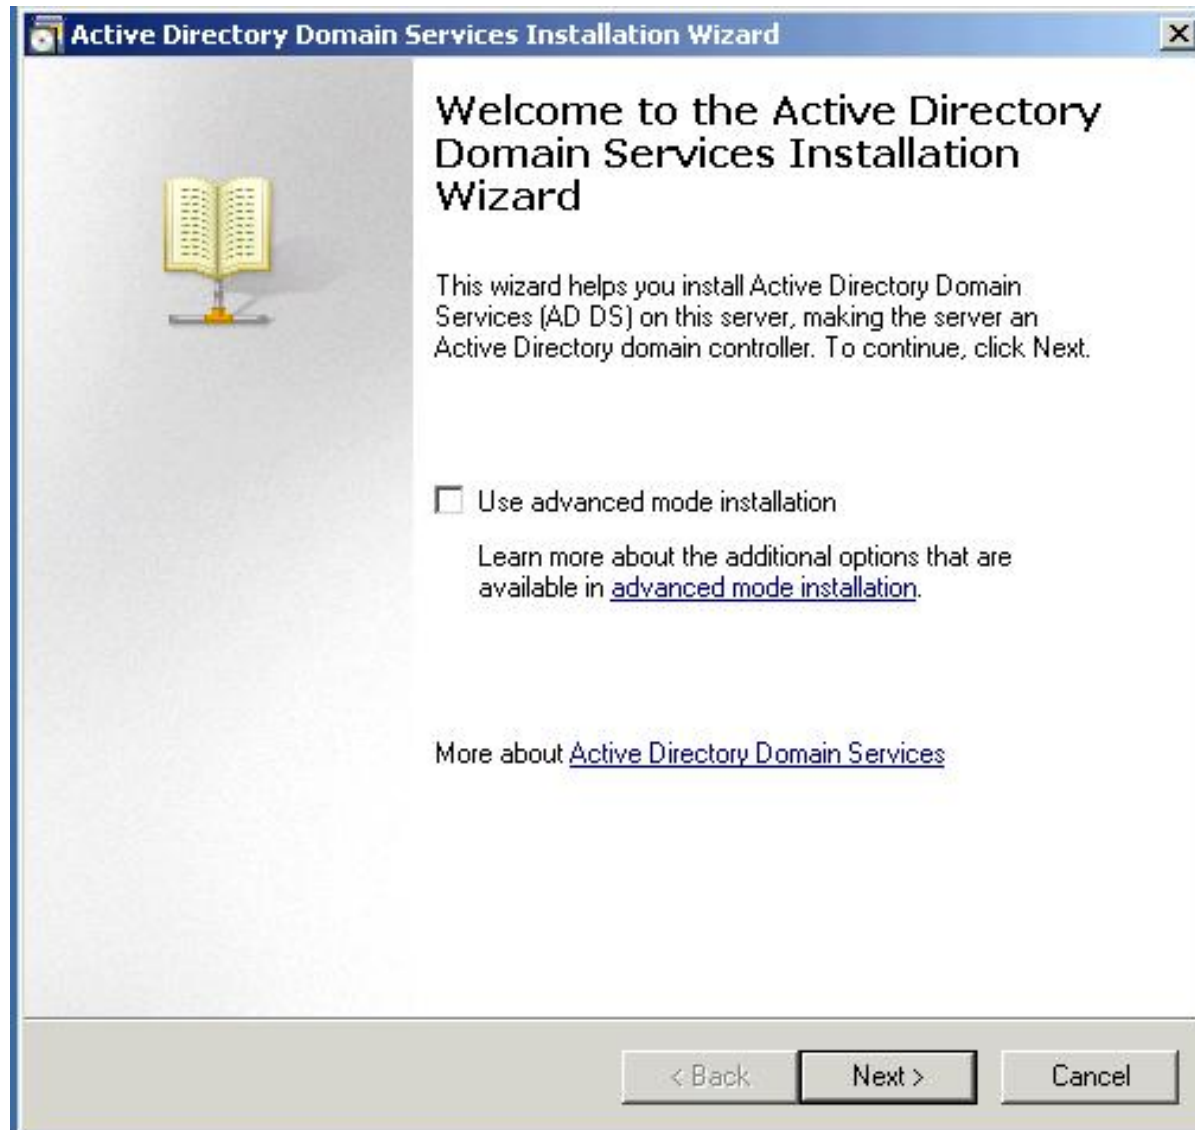 Active Directory Domain Services Installation Wizard
Welcome to the Active Directory
Domain Services Installation
Wizard
This wizard helps you install Active Directory Domain
Services (AD DS) on this server, making the server an
Active Directory domain controller. To continue, click Next.
Use advanced mode installation
Learn more about the additional options that are
available in advanced mode installation.
More about Active Directory Domain Services
< Back
Next >
Cancel